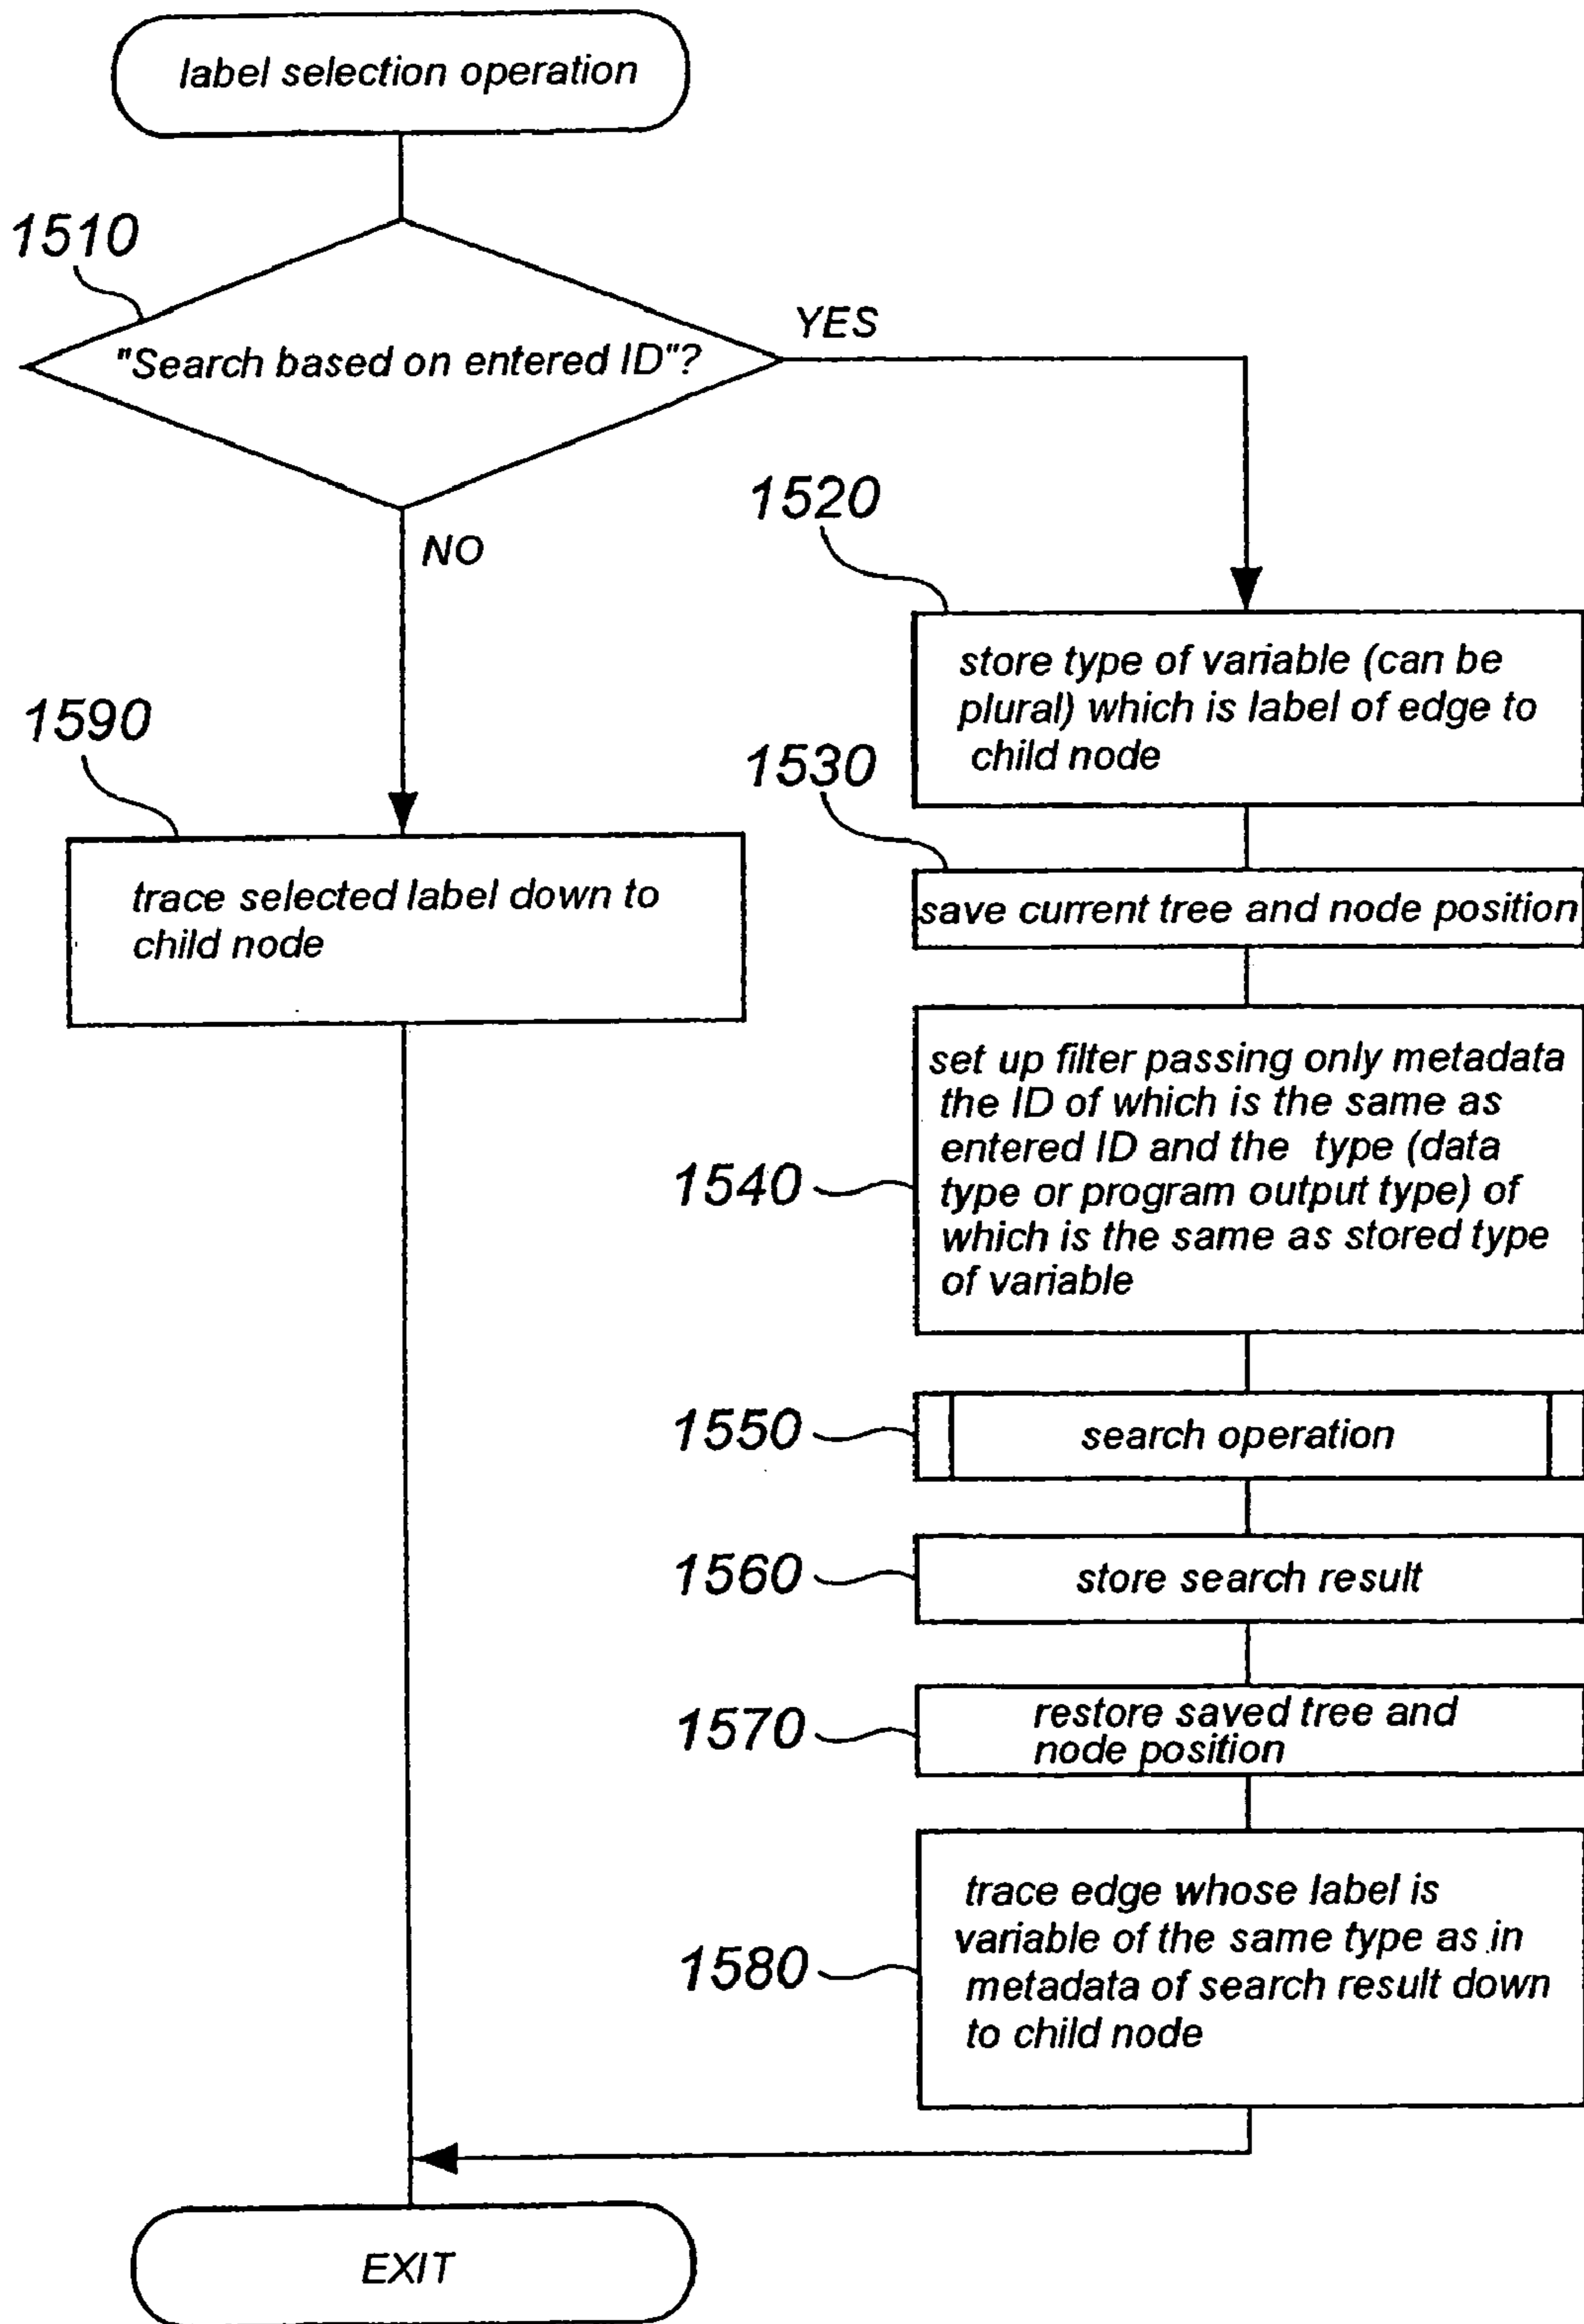 label selection operation
1510
"Search based on entered ID"?
YES
NO
1520
store type of variable (can be
plural) which is label of edge to
child node
1590
trace selected label down to
child node
1530
save current tree and node position
1540
set up filter passing only metadata
the ID of which is the same as
entered ID and the type (data
type or program output type) of
which is the same as stored type
of variable
1550
search operation
1560
store search result
1570
restore saved tree and
node position
1580
trace edge whose label is
variable of the same type as in
metadata of search result down
to child node
EXIT